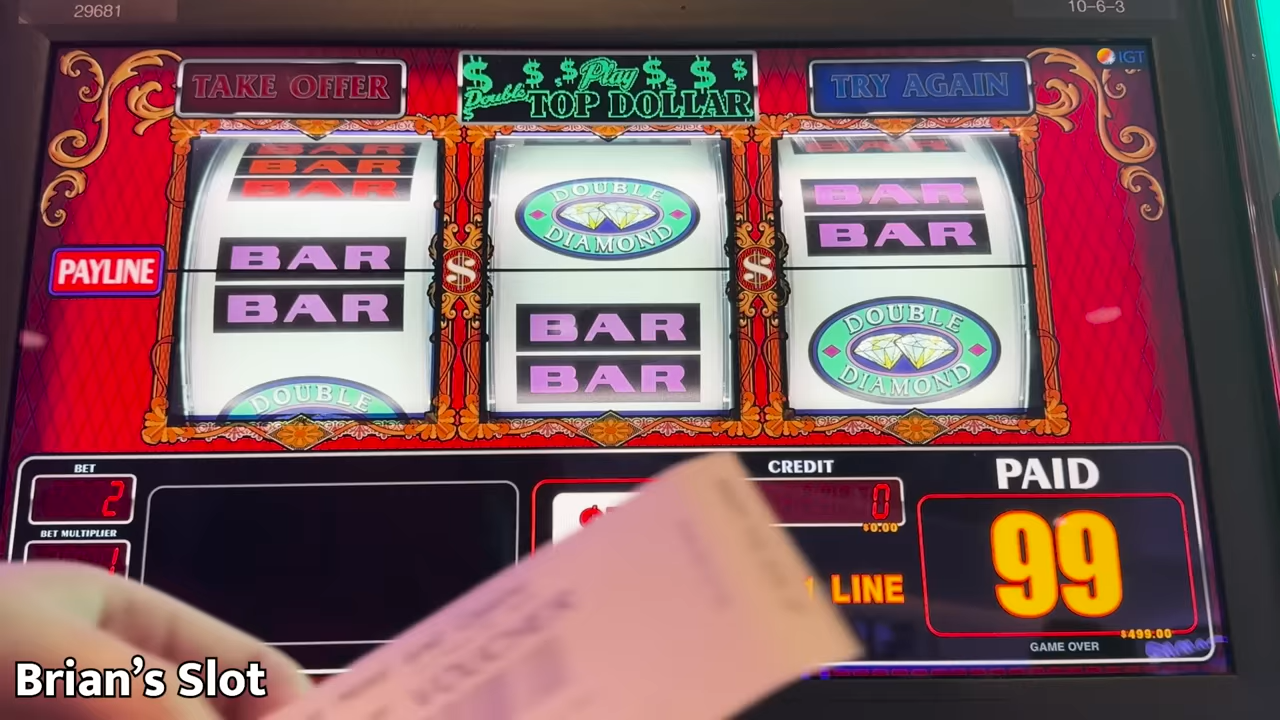 29681
10-6-3
IGT
TAKE OFFER
Play
Double
TOP DOLLAR
TRY AGAIN
BAR
BAR
BAR
DOUBLE
DIAMOND
BAR
BAR
BAR
PAYLINE
BAR
BAR
$
$
BAR
BAR
DOUBLE
DIAMOND
DOUBLE
BET
2
BET MULTIPLIER
1
CREDIT
0
$0.00
LINE
PAID
99
$499.00
GAME OVER
Brian's Slot